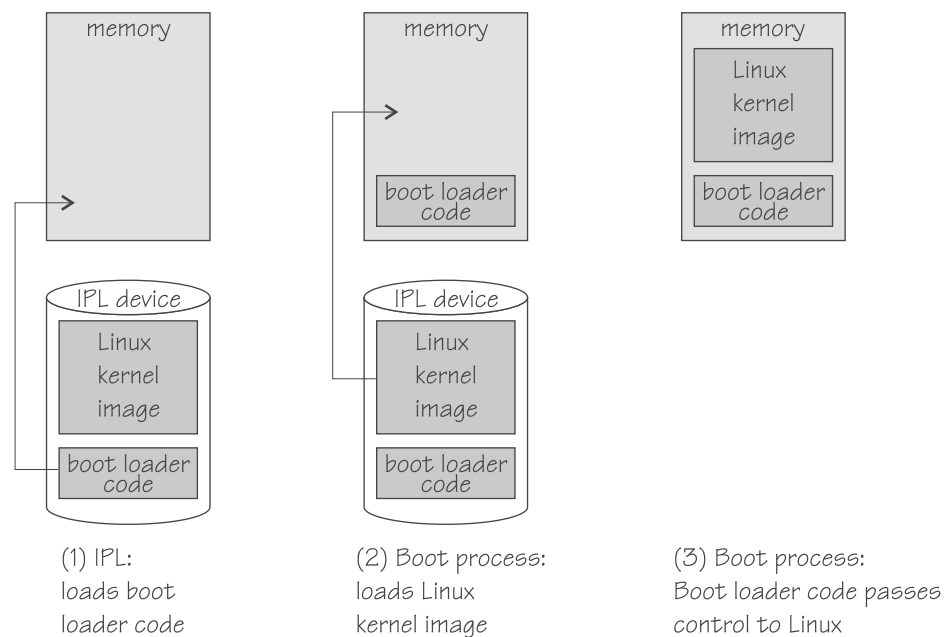 memory
IPL device
Linux
kernel
image
boot loader
code
(1) IPL:
loads boot
loader code
memory
boot loader
code
IPL device
Linux
kernel
image
boot loader
code
(2) Boot process:
loads Linux
kernel image
memory
Linux
kernel
image
boot loader
code
(3) Boot process:
Boot loader code passes
control to Linux